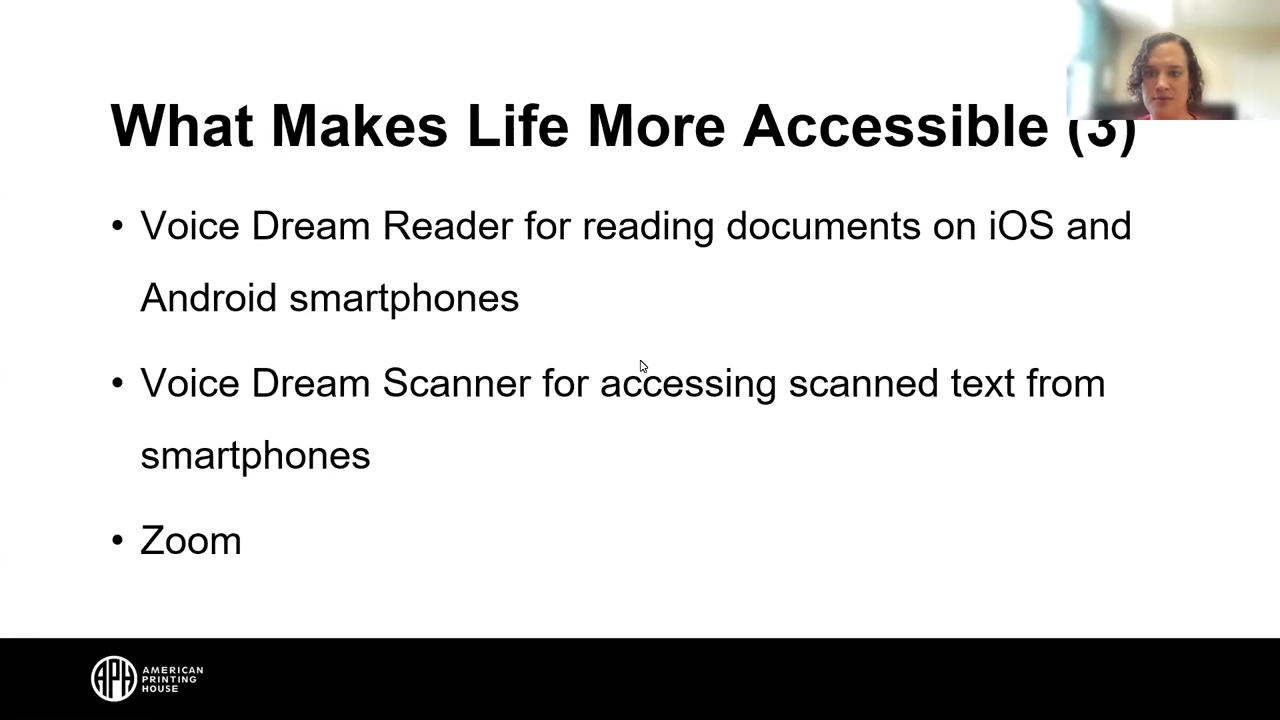 What Makes Life More Accessible (3)
• Voice Dream Reader for reading documents on iOS and
Android smartphones
• Voice Dream Scanner for accessing scanned text from
smartphones
• Zoom
APH
AMERICAN
PRINTING
HOUSE